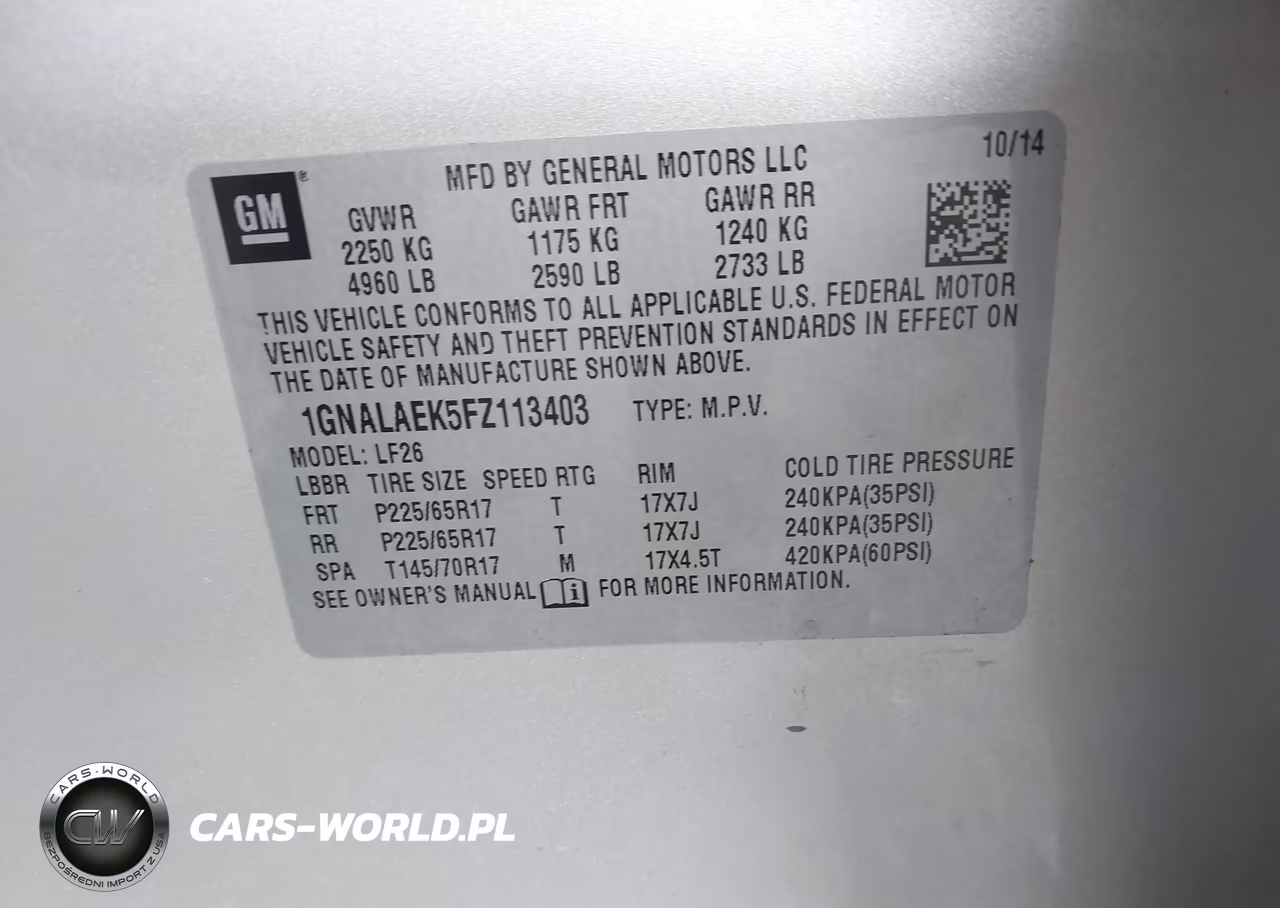 MFD BY GENERAL MOTORS LLC 10/14
GM®
GVWR GAWR FRT GAWR RR
2250 KG 1175 KG 1240 KG
4960 LB 2590 LB 2733 LB
THIS VEHICLE CONFORMS TO ALL APPLICABLE U.S. FEDERAL MOTOR
VEHICLE SAFETY AND THEFT PREVENTION STANDARDS IN EFFECT ON
THE DATE OF MANUFACTURE SHOWN ABOVE.
1GNALAEK5FZ113403 TYPE: M.P.V.
MODEL: LF26
LBBR TIRE SIZE SPEED RTG RIM COLD TIRE PRESSURE
FRT P225/65R17 T 17X7J 240KPA(35PSI)
RR P225/65R17 T 17X7J 240KPA(35PSI)
SPA T145/70R17 M 17X4.5T 420KPA(60PSI)
SEE OWNER'S MANUAL i FOR MORE INFORMATION.
CARS-WORLD
CW
BEZPOŚREDNI IMPORT Z USA
CARS-WORLD.PL